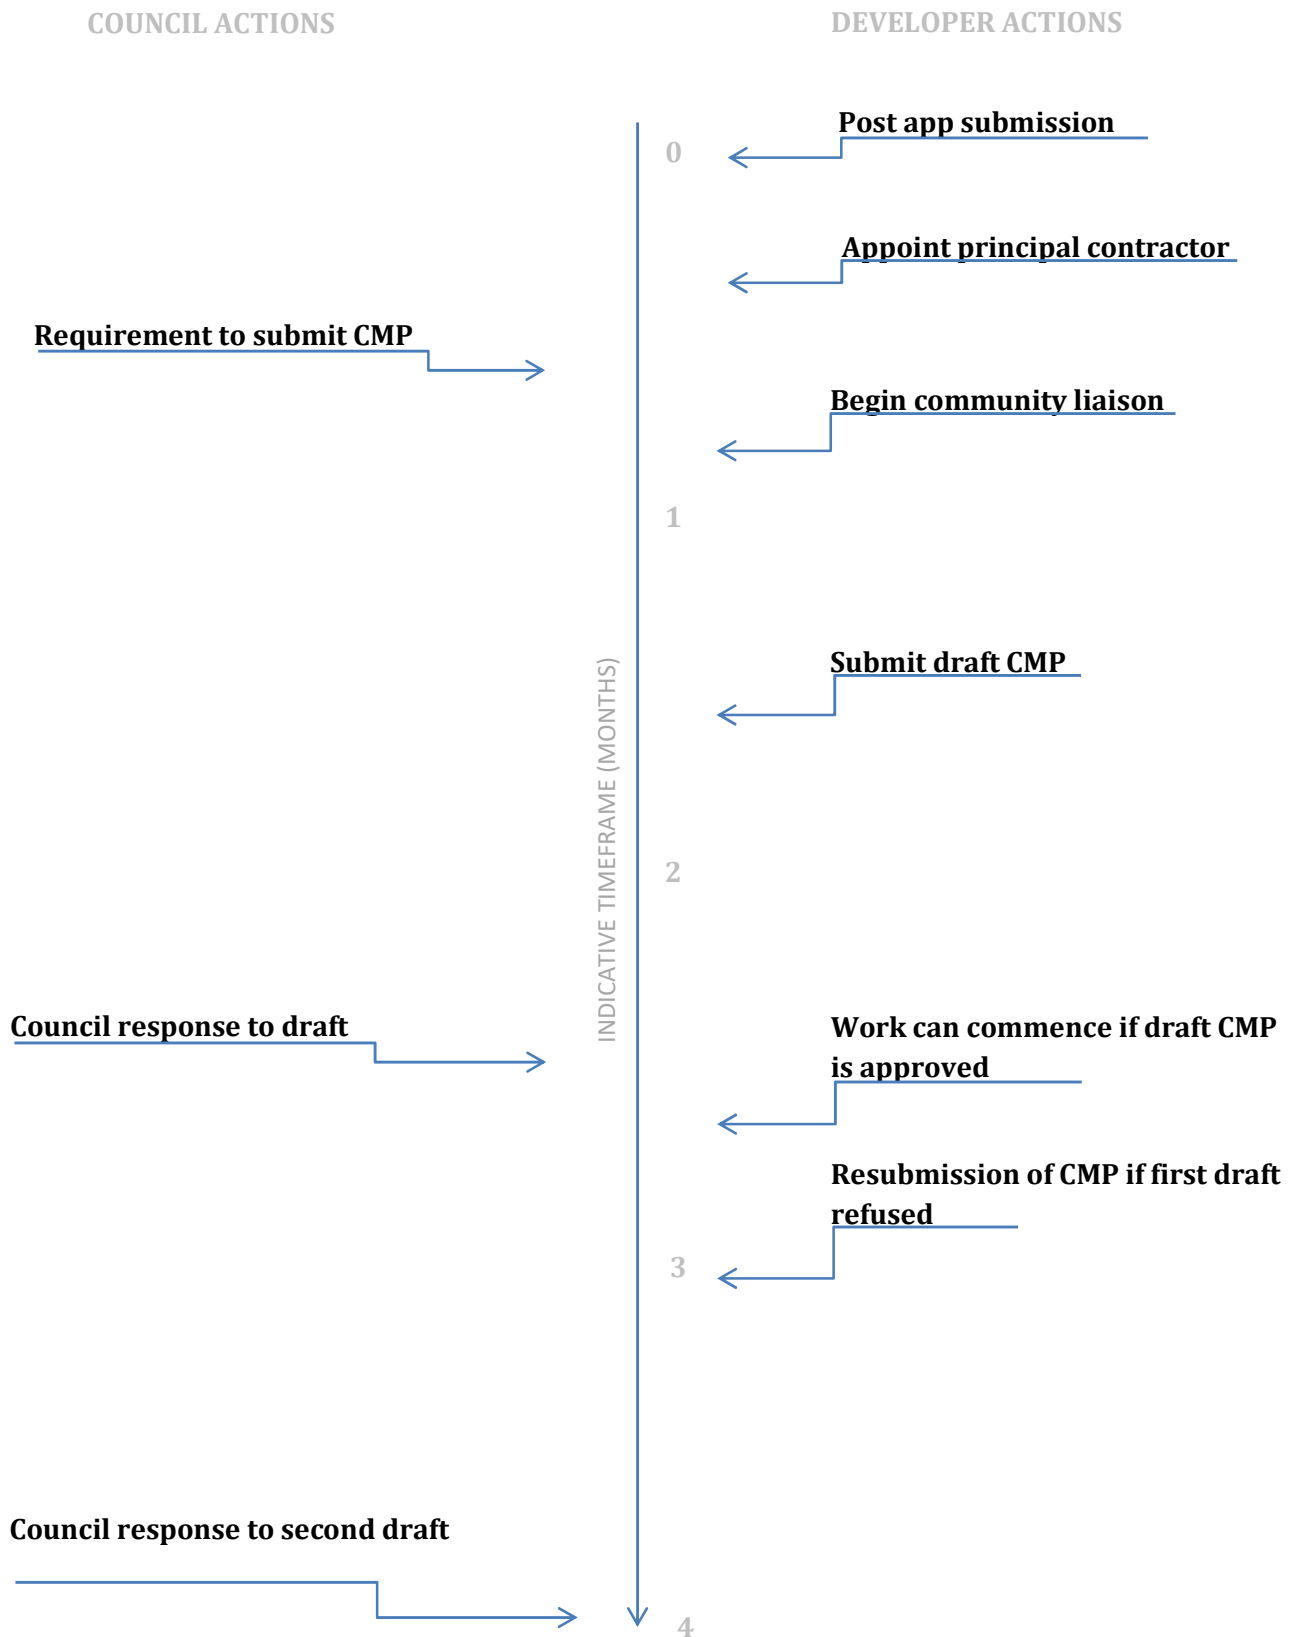 COUNCIL ACTIONS
DEVELOPER ACTIONS
Post app submission
0
Appoint principal contractor
Requirement to submit CMP
Begin community liaison
1
Submit draft CMP
INDICATIVE TIMEFRAME (MONTHS)
2
Council response to draft
Work can commence if draft CMP
is approved
Resubmission of CMP if first draft
refused
3
Council response to second draft
4